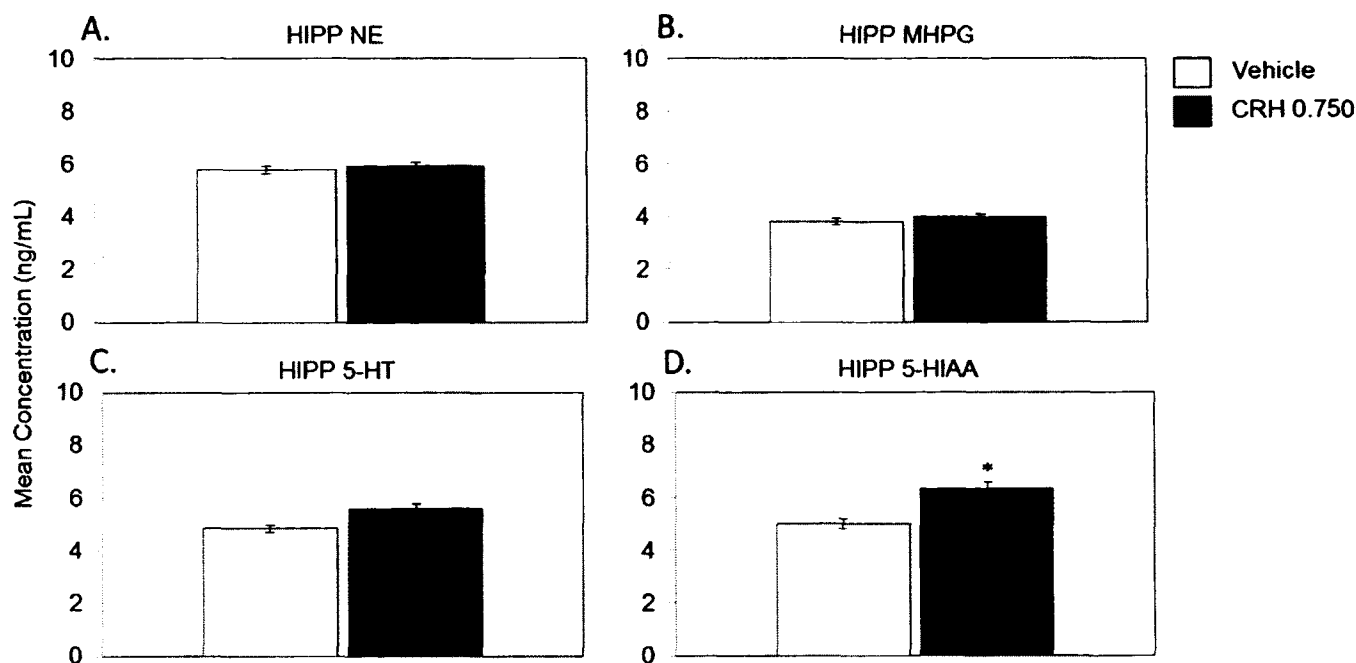 A.
HIPP NE
10
8
6
4
2
0
B.
HIPP MHPG
10
8
6
4
2
0
Vehicle
CRH 0.750
Mean Concentration (ng/mL)
C.
HIPP 5-HT
10
8
6
4
2
0
D.
HIPP 5-HIAA
10
8
6
4
2
0
*